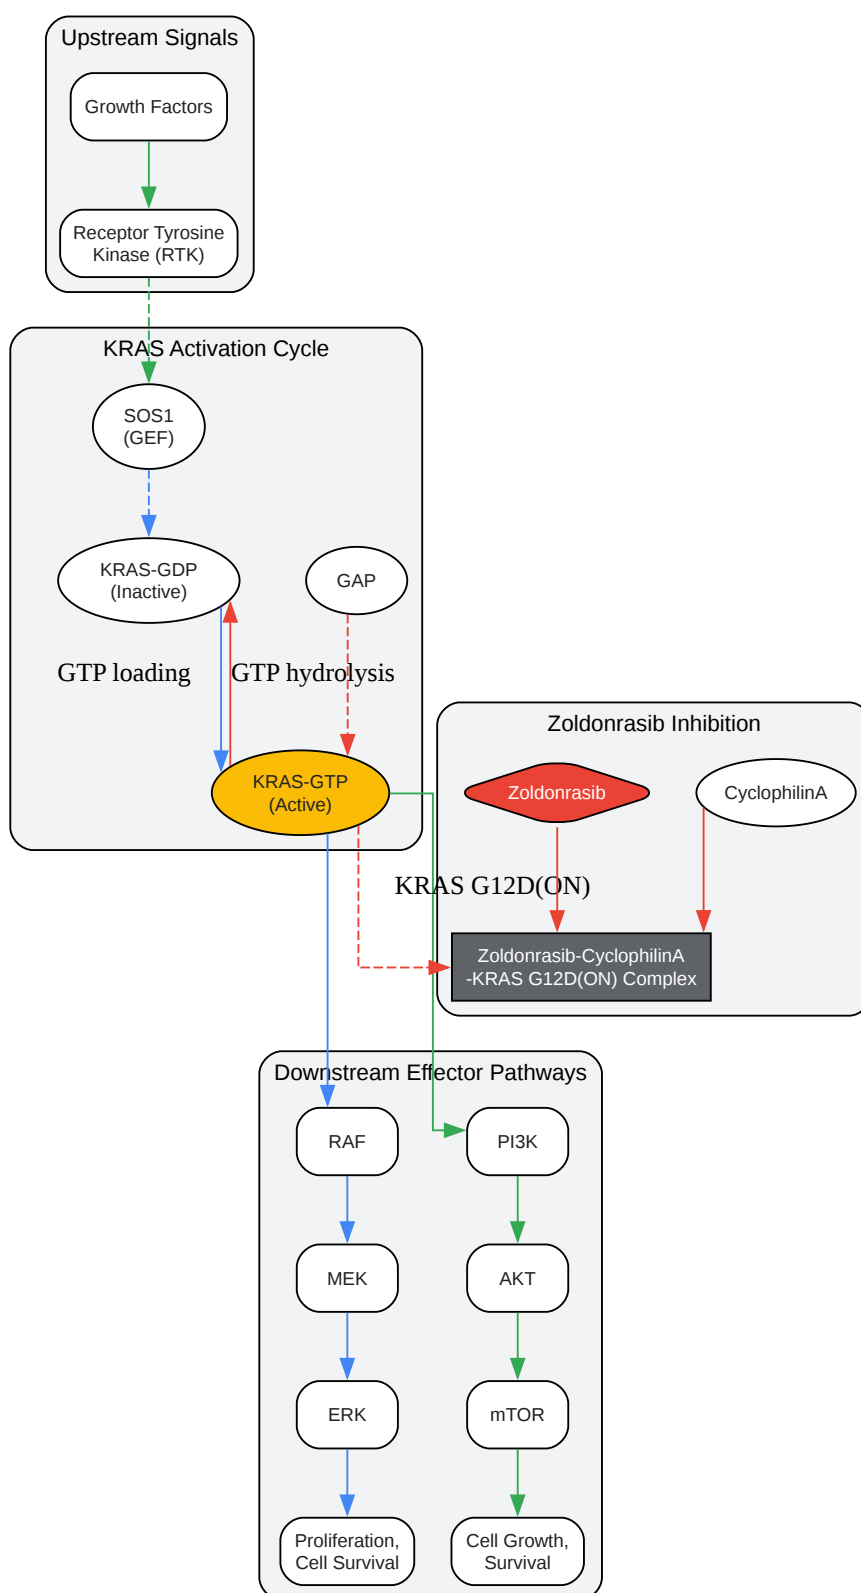 Upstream Signals
Growth Factors
Receptor Tyrosine
Kinase (RTK)
KRAS Activation Cycle
SOS1
(GEF)
KRAS-GDP
(Inactive)
GAP
GTP loading
GTP hydrolysis
KRAS-GTP
(Active)
Zoldonrasib Inhibition
Zoldonrasib
CyclophilinA
KRAS G12D(ON)
Zoldonrasib-CyclophilinA
-KRAS G12D(ON) Complex
Downstream Effector Pathways
RAF
PI3K
MEK
AKT
ERK
mTOR
Proliferation,
Cell Survival
Cell Growth,
Survival